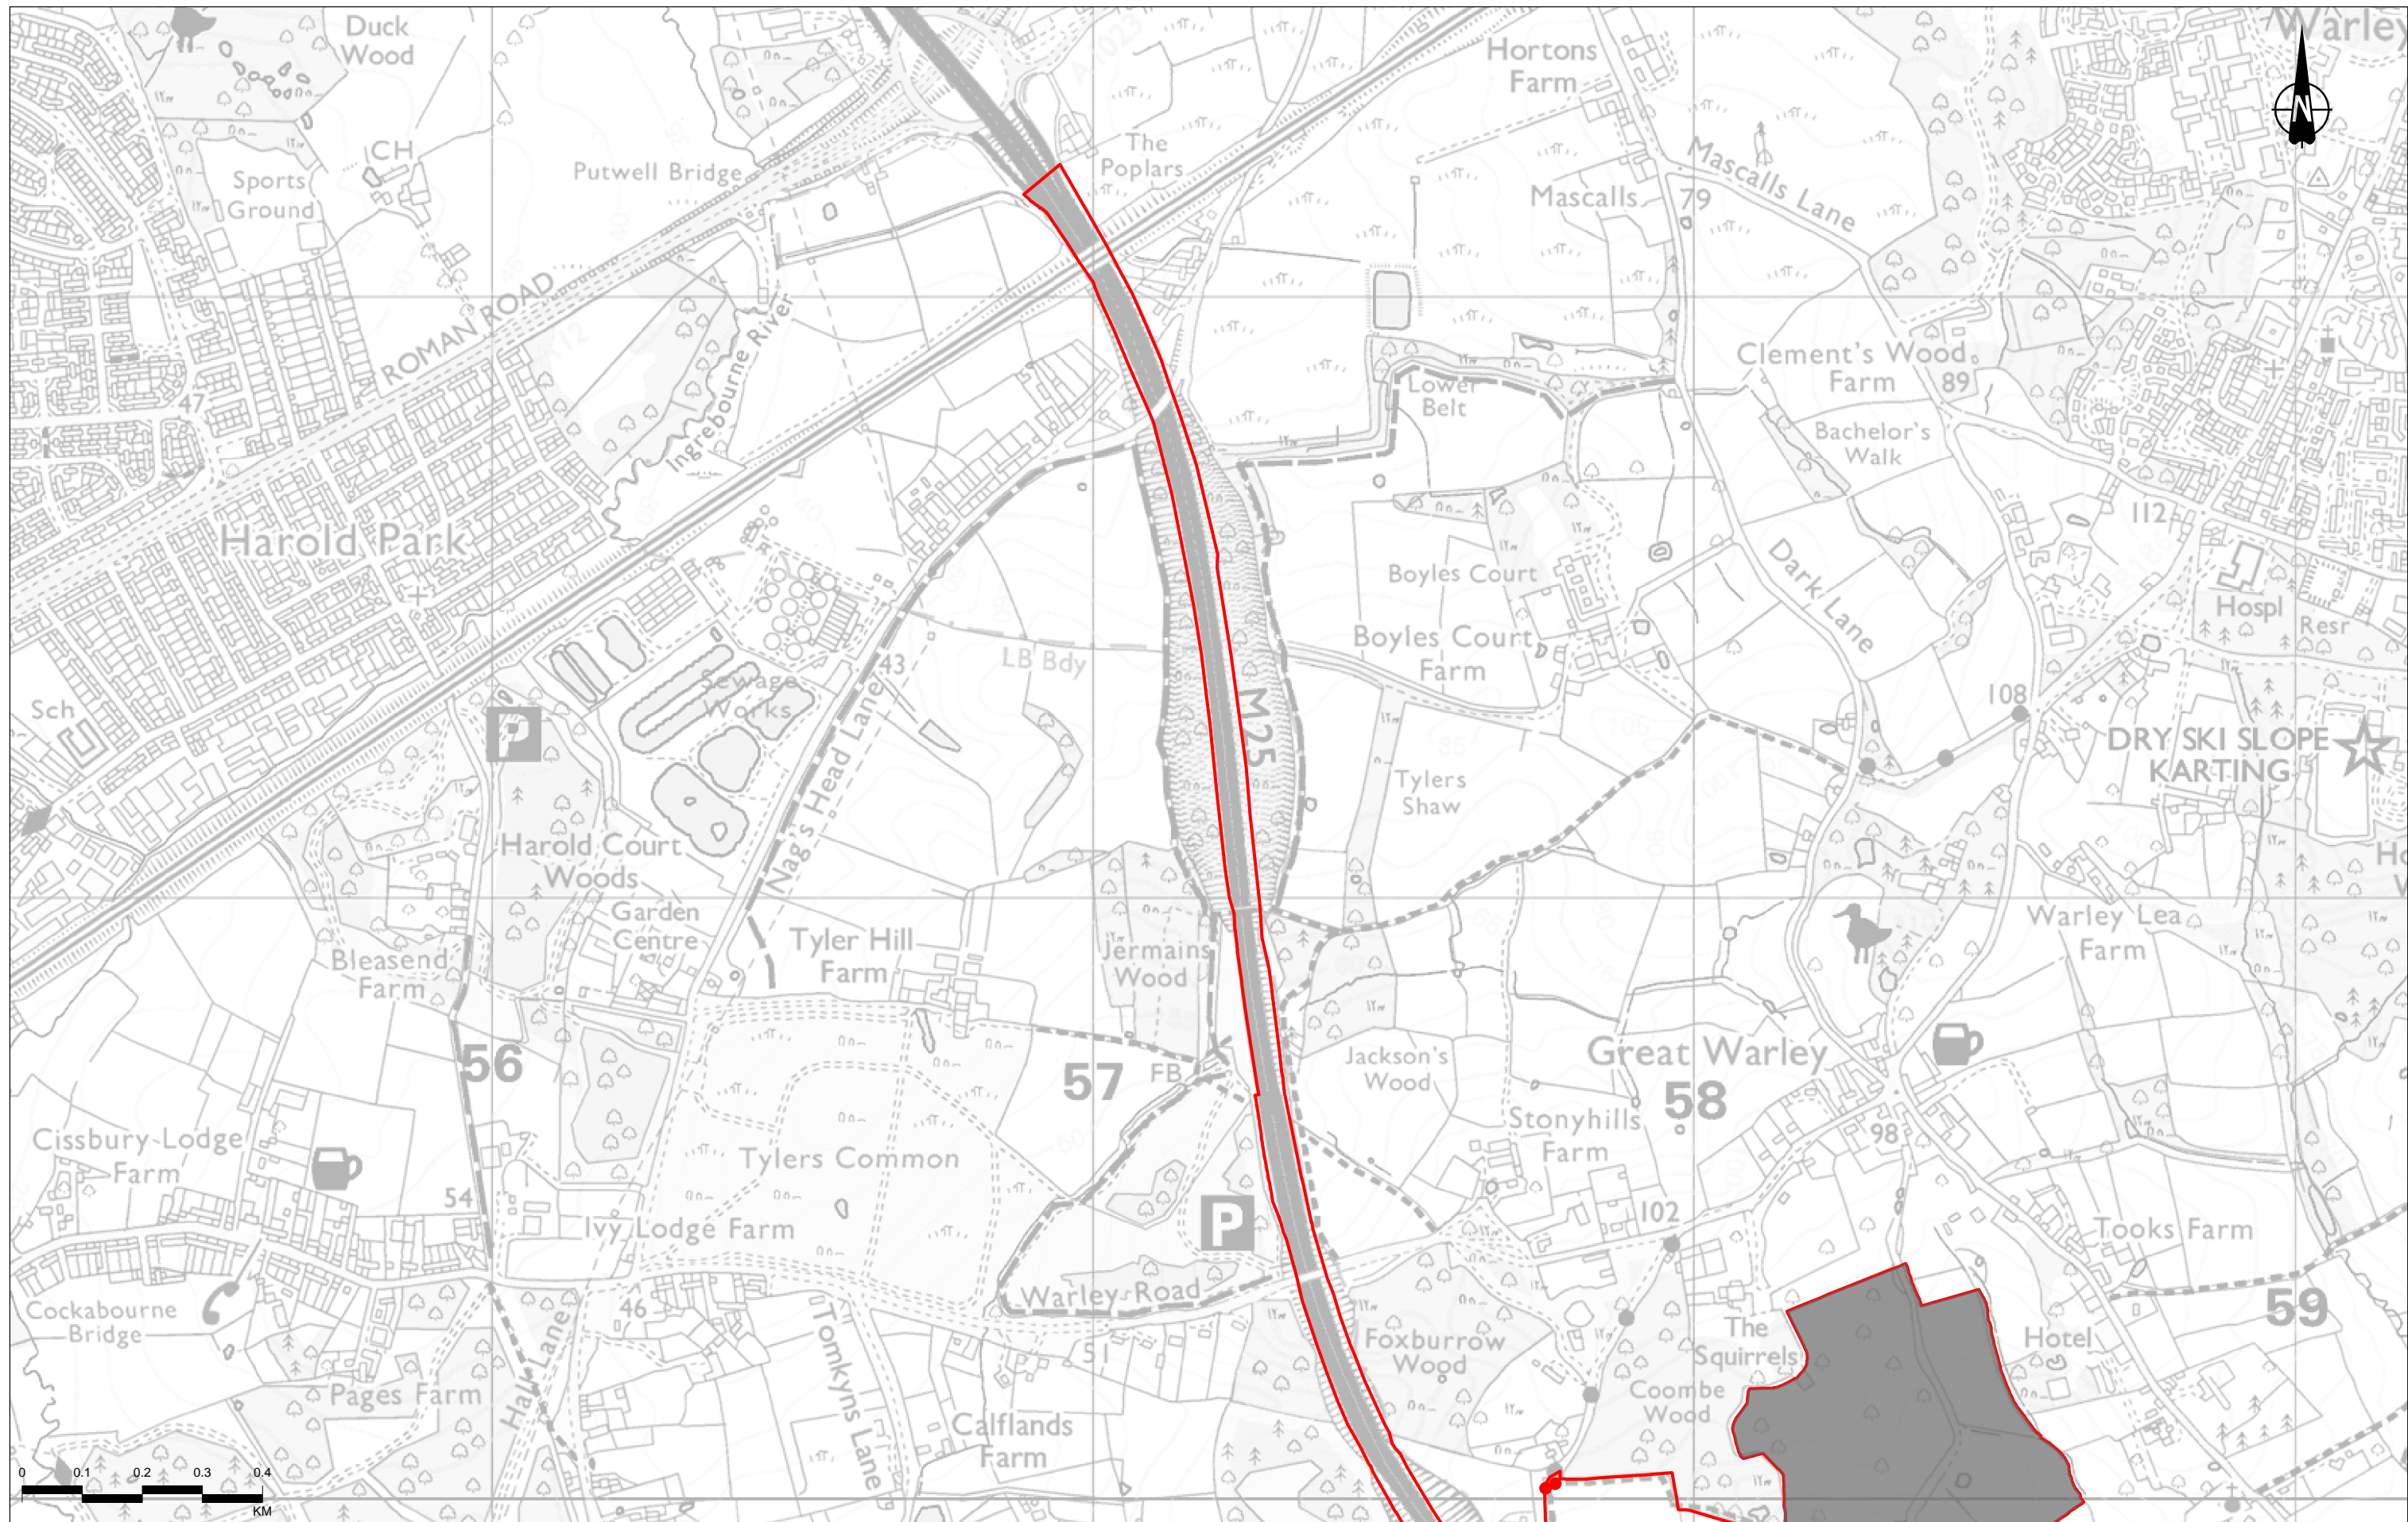 Duck
Wood
Warley
A1023
Hortons
Farm
N
CH
Putwell Bridge
The
Poplars
Sports
Ground
Mascalls
79
Mascalls Lane
ROMAN ROAD
A12
Ingrebourne River
47
Lower
Belt
Clement's Wood
Farm
89
Bachelor's
Walk
112
Harold Park
Boyles Court
Dark Lane
Hospl
Resr
Boyles Court
Farm
LB Bdy
43
Sewage
Works
Nag's Head Lane
M25
Sch
P
108
DRY SKI SLOPE
KARTING
Tylers
Shaw
Harold Court
Woods
Garden
Centre
Tyler Hill
Farm
Jermains
Wood
Warley Lea
Farm
Bleasend
Farm
56
57
FB
Jackson's
Wood
Great Warley
58
Stonyhills
Farm
98
Cissbury Lodge
Farm
Tylers Common
54
Ivy Lodge Farm
P
102
Tooks Farm
Warley Road
Cockabourne
Bridge
46
Hall Lane
Tomkyns Lane
51
Foxburrow
Wood
The
Squirrels
Hotel
59
Pages Farm
Calflands
Farm
Coombe
Wood
0 0.1 0.2 0.3 0.4
KM